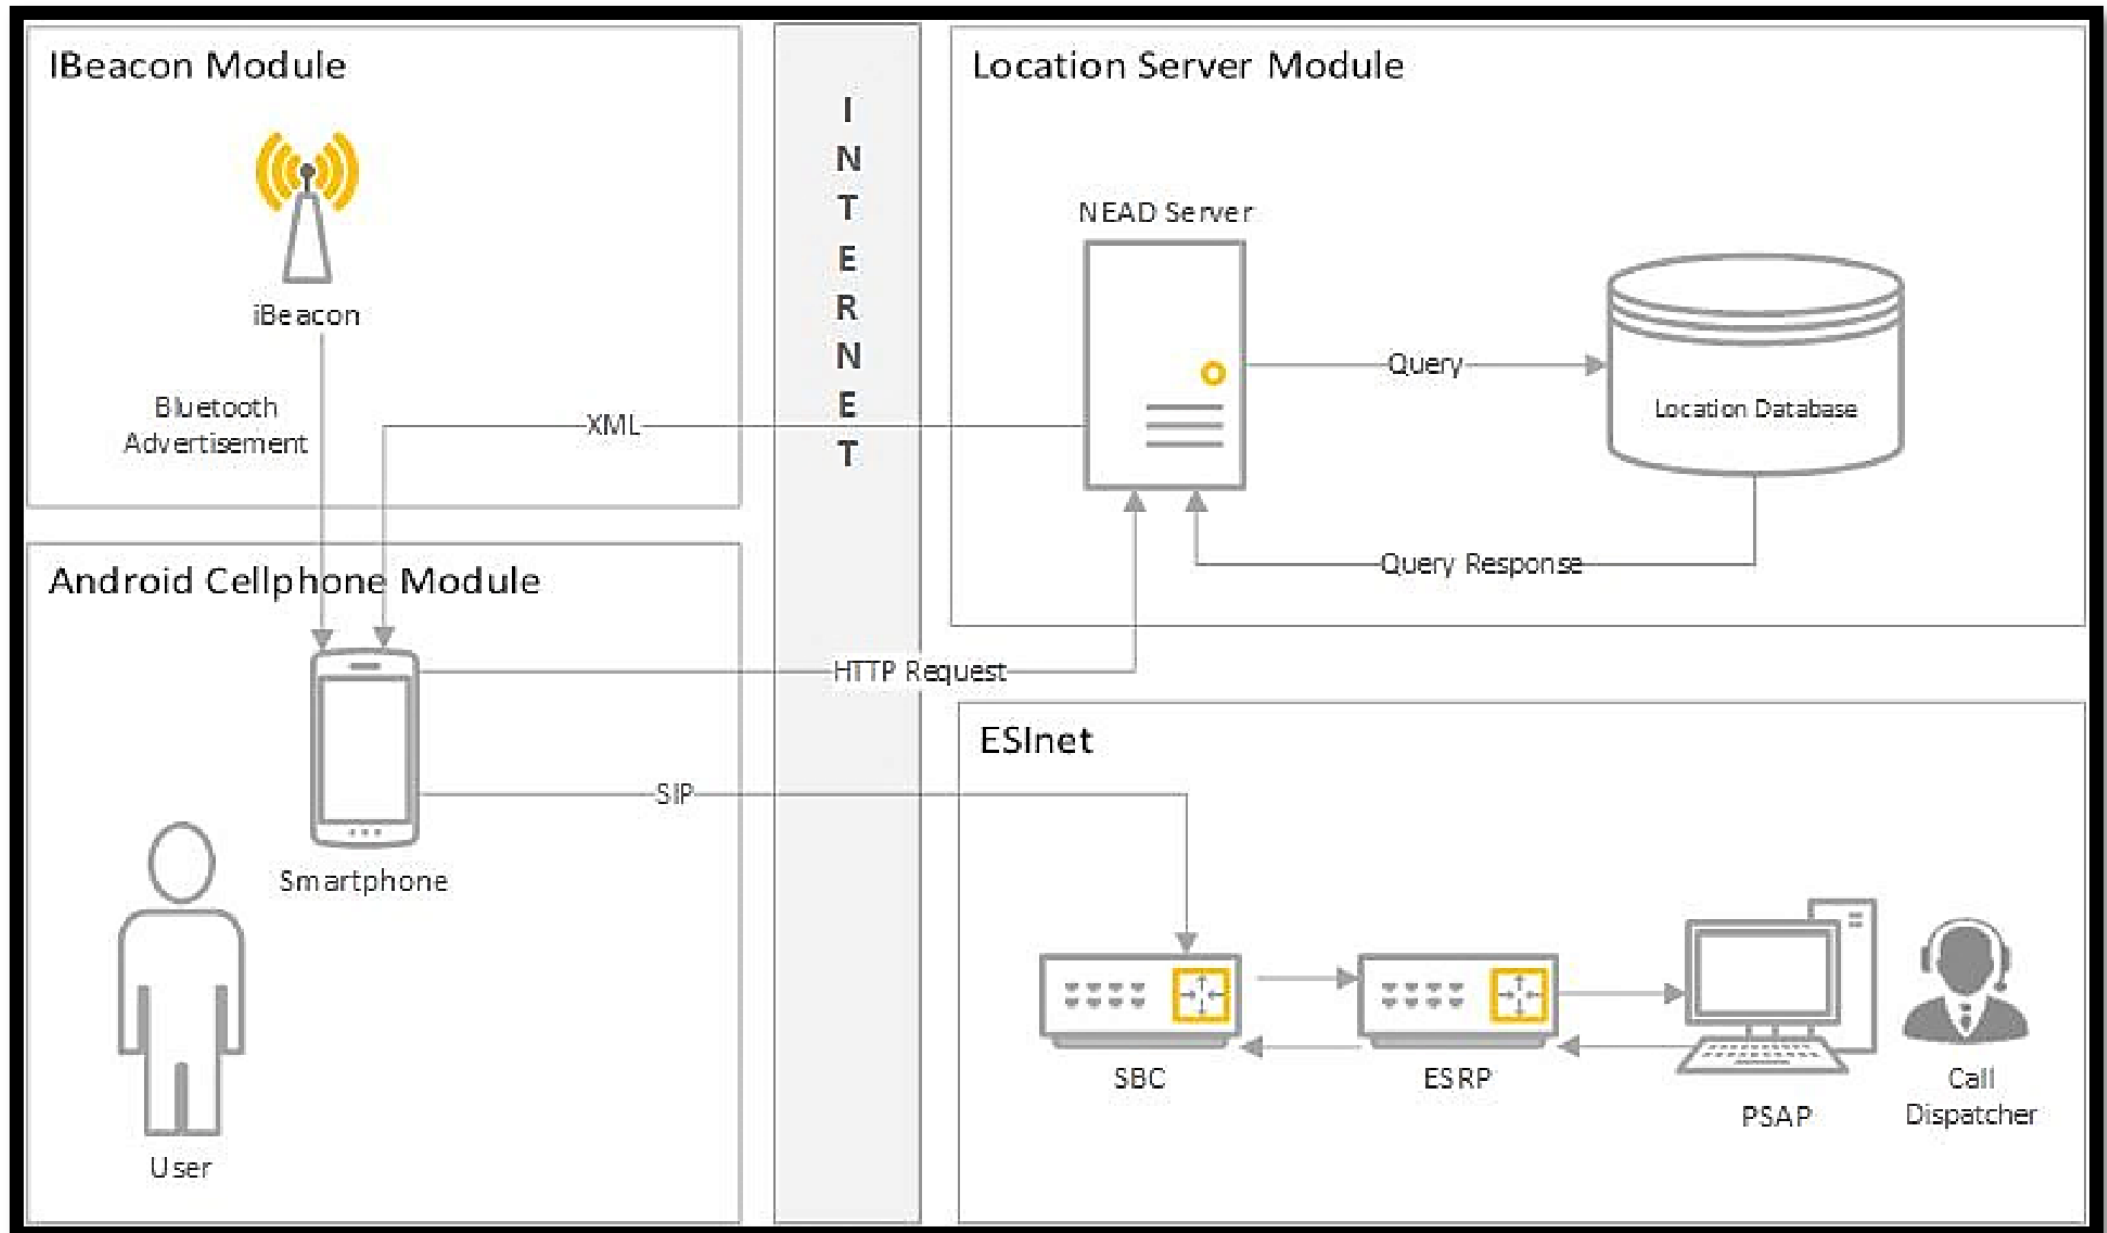 IBeacon Module
iBeacon
Bluetooth
Advertisement
XML
INTERNET
Location Server Module
NEAD Server
Query
Location Database
Query Response
Android Cellphone Module
HTTP Request
SIP
Smartphone
User
ESInet
SBC
ESRP
PSAP
Call
Dispatcher